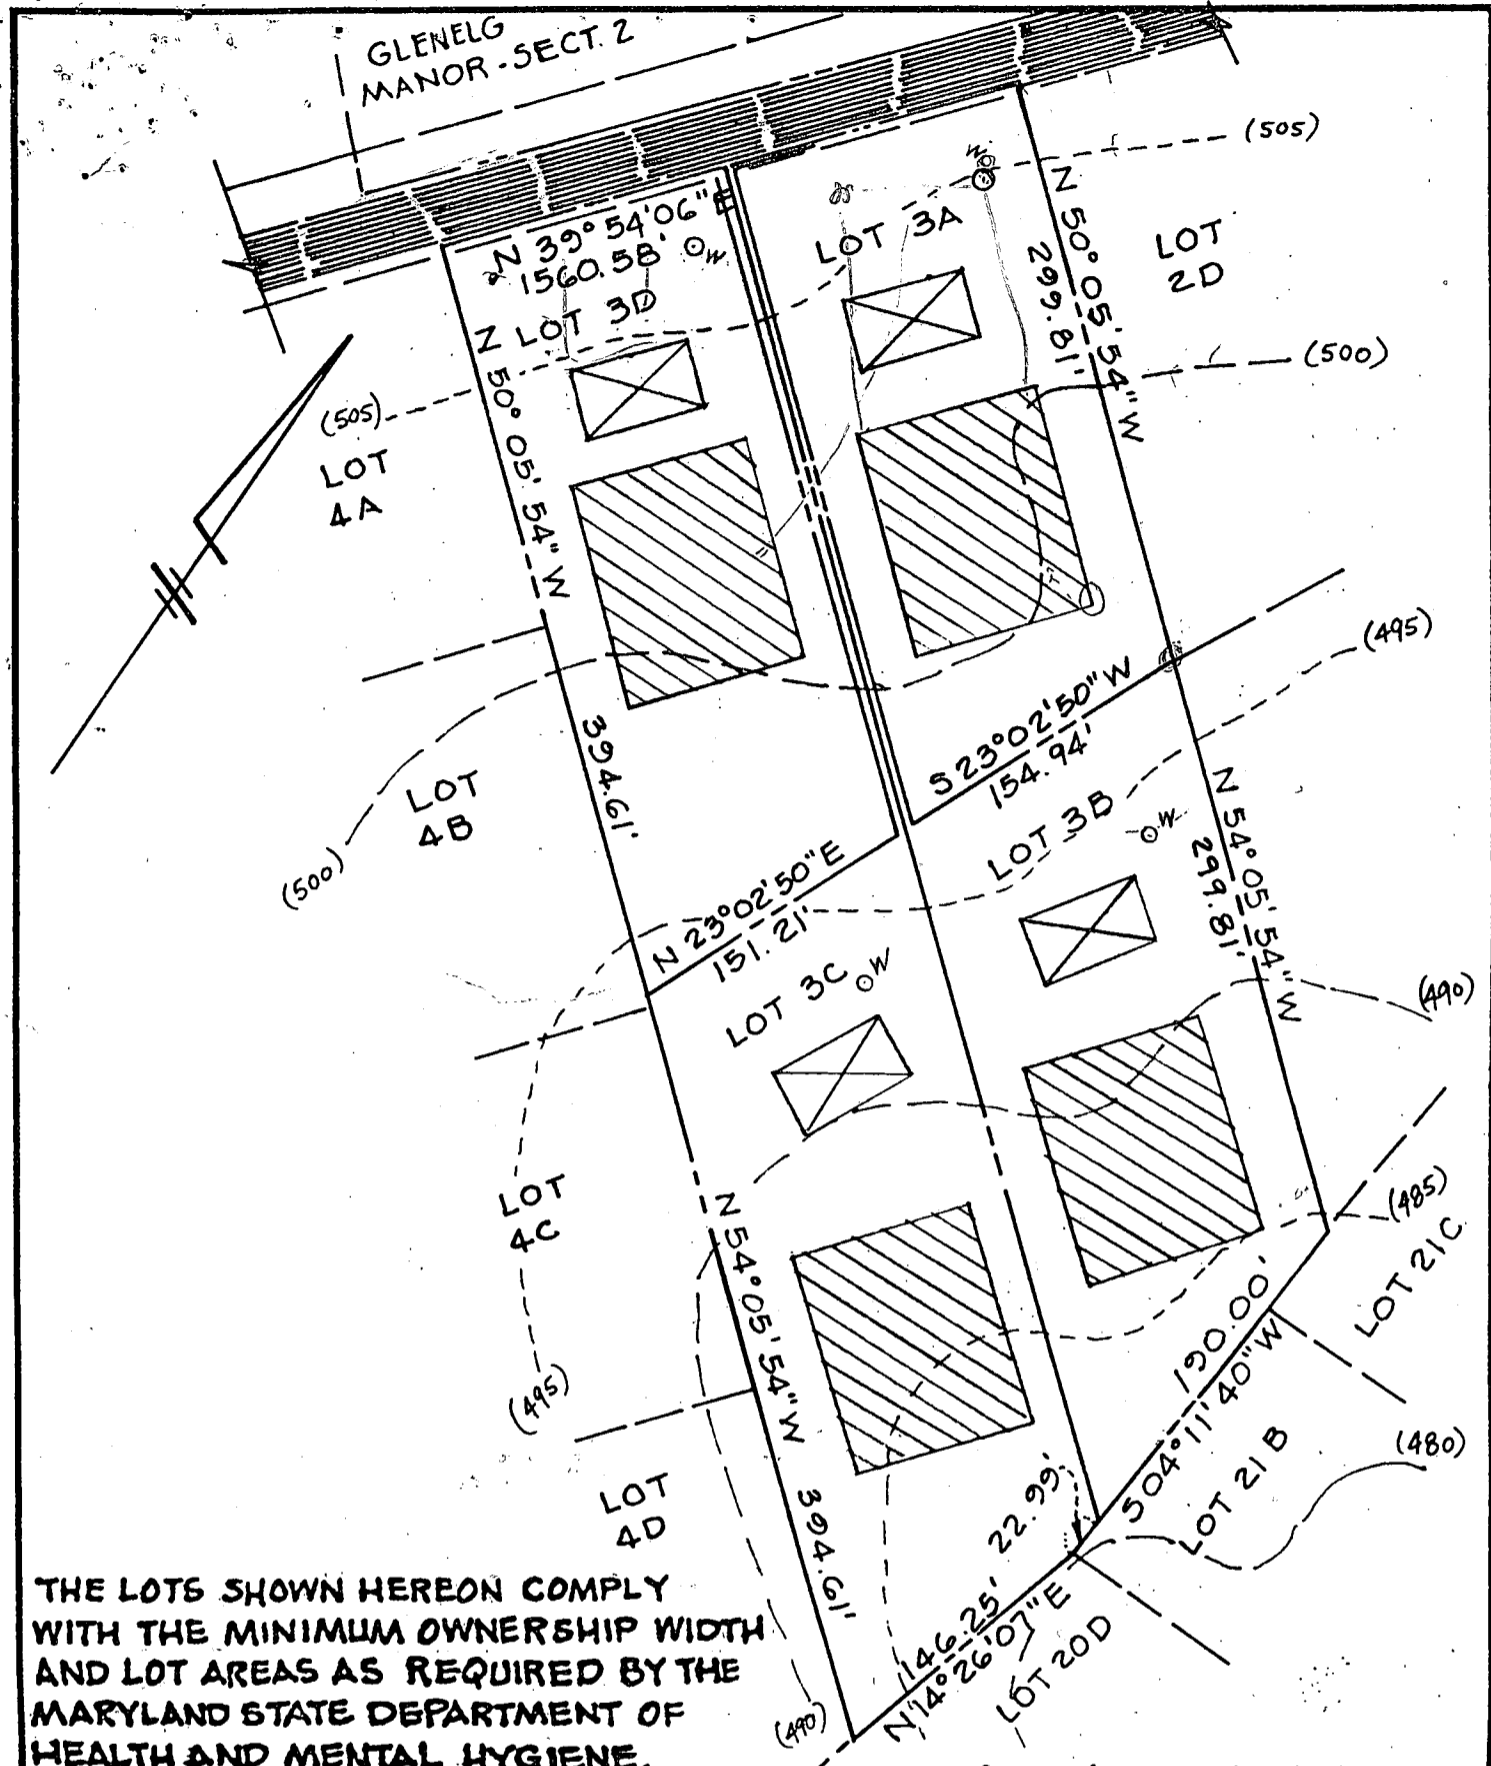 GLENELG
MANOR - SECT. 2
(505)
N 39° 54' 06" E
1560.58'
W
W
LOT 3A
N 50° 05' 54" W
299.81'
LOT
2D
LOT 3D
N 50° 05' 54" W
394.61'
(500)
(505)
LOT
4A
(495)
S 23° 02' 50" W
154.94'
LOT
4B
(500)
N 23° 02' 50" E
151.21'
LOT 3B
W
N 54° 05' 54" W
299.81'
LOT 3C
W
(490)
LOT
4C
(485)
LOT 21C
N 54° 05' 54" W
394.61'
190.00'
S 04° 11' 40" W
(495)
LOT 21B
(480)
LOT
4D
22.99'
146.25'
N 14° 26' 07" E
LOT 20D
(490)
THE LOTS SHOWN HEREON COMPLY
WITH THE MINIMUM OWNERSHIP WIDTH
AND LOT AREAS AS REQUIRED BY THE
MARYLAND STATE DEPARTMENT OF
HEALTH AND MENTAL HYGIENE.